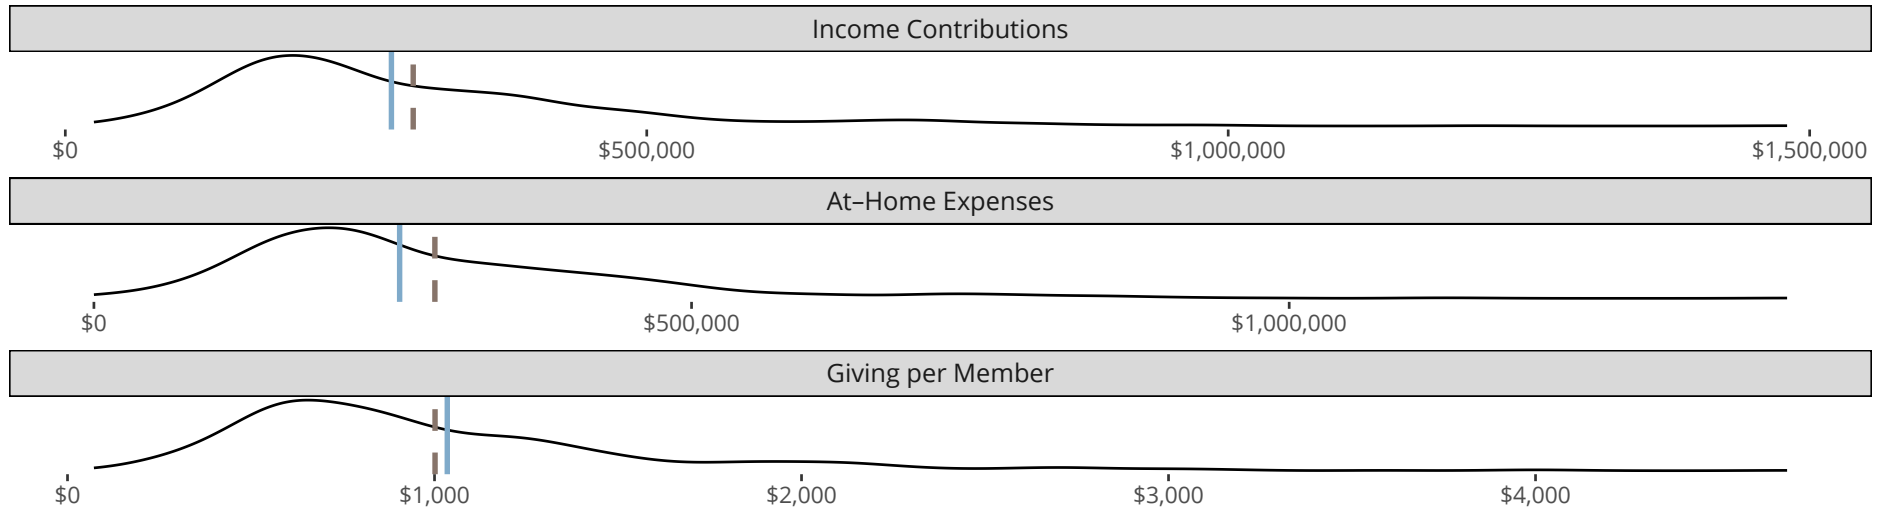 Income Contributions
$0 $500,000 $1,000,000 $1,500,000
At–Home Expenses
$0 $500,000 $1,000,000
Giving per Member
$0 $1,000 $2,000 $3,000 $4,000